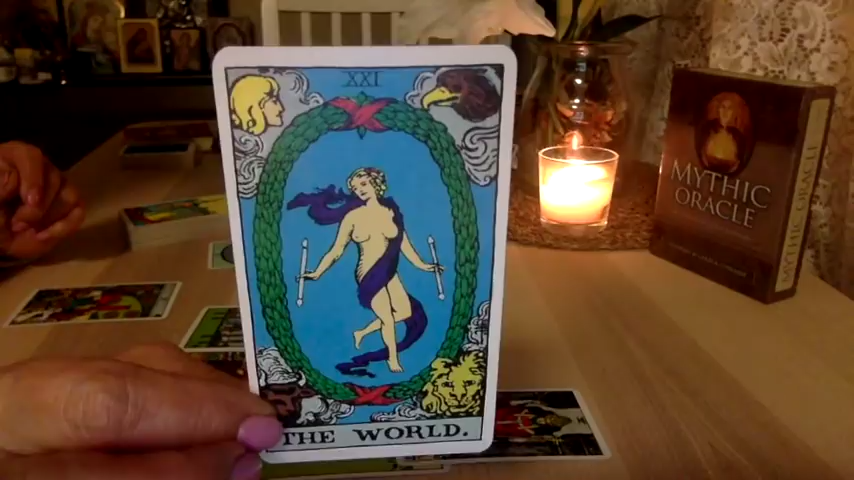 XXI
THE WORLD.
MYTHIC
ORACLE
MYTHIC ORACLE